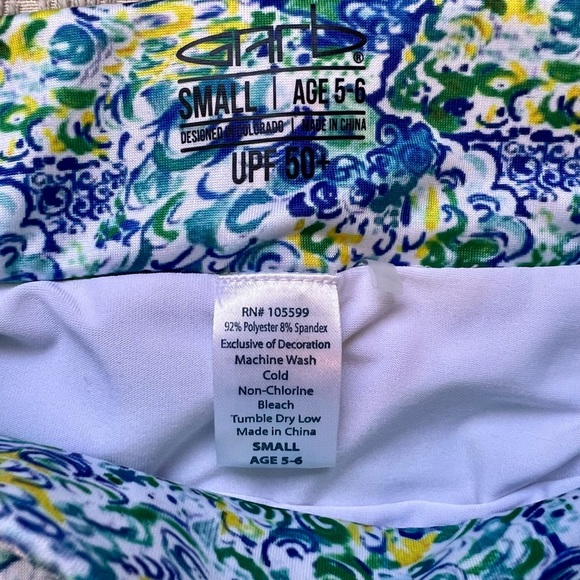 Garb®
SMALL | AGE 5-6
DESIGNED IN COLORADO | MADE IN CHINA
UPF 50+
RN# 105599
92% Polyester 8% Spandex
Exclusive of Decoration
Machine Wash
Cold
Non-Chlorine
Bleach
Tumble Dry Low
Made in China
SMALL
AGE 5-6